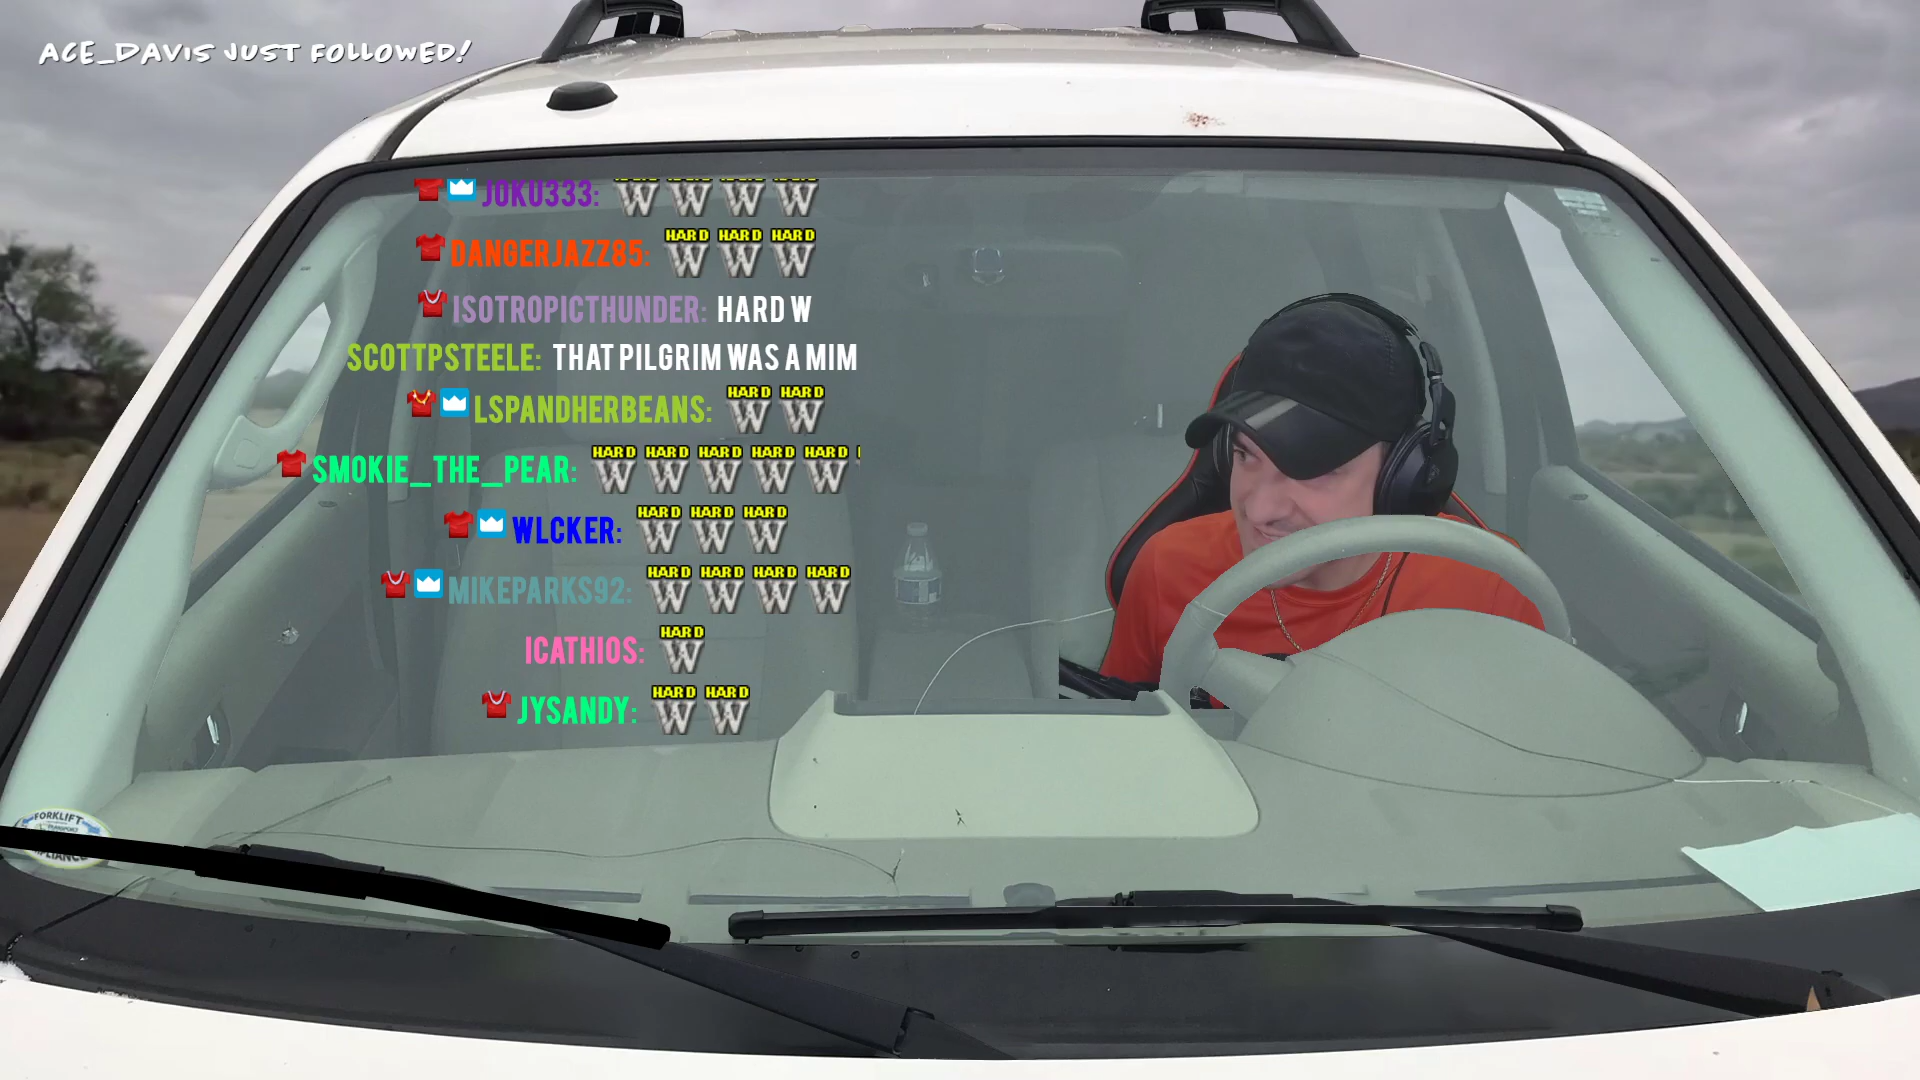 ACE_DAVIS JUST FOLLOWED!
JOKU333: W W W W
DANGERJAZZ85: HARD W HARD W HARD W
ISOTROPICTHUNDER: HARD W
SCOTTPSTEELE: THAT PILGRIM WAS A MIM
LSPANDHERBEANS: HARD W HARD W
SMOKIE_THE_PEAR: HARD W HARD W HARD W HARD W HARD W
WLCKER: HARD W HARD W HARD W
MIKEPARKS92: HARD W HARD W HARD W HARD W
ICATHIOS: HARD W
JYSANDY: HARD W HARD W
FORKLIFT